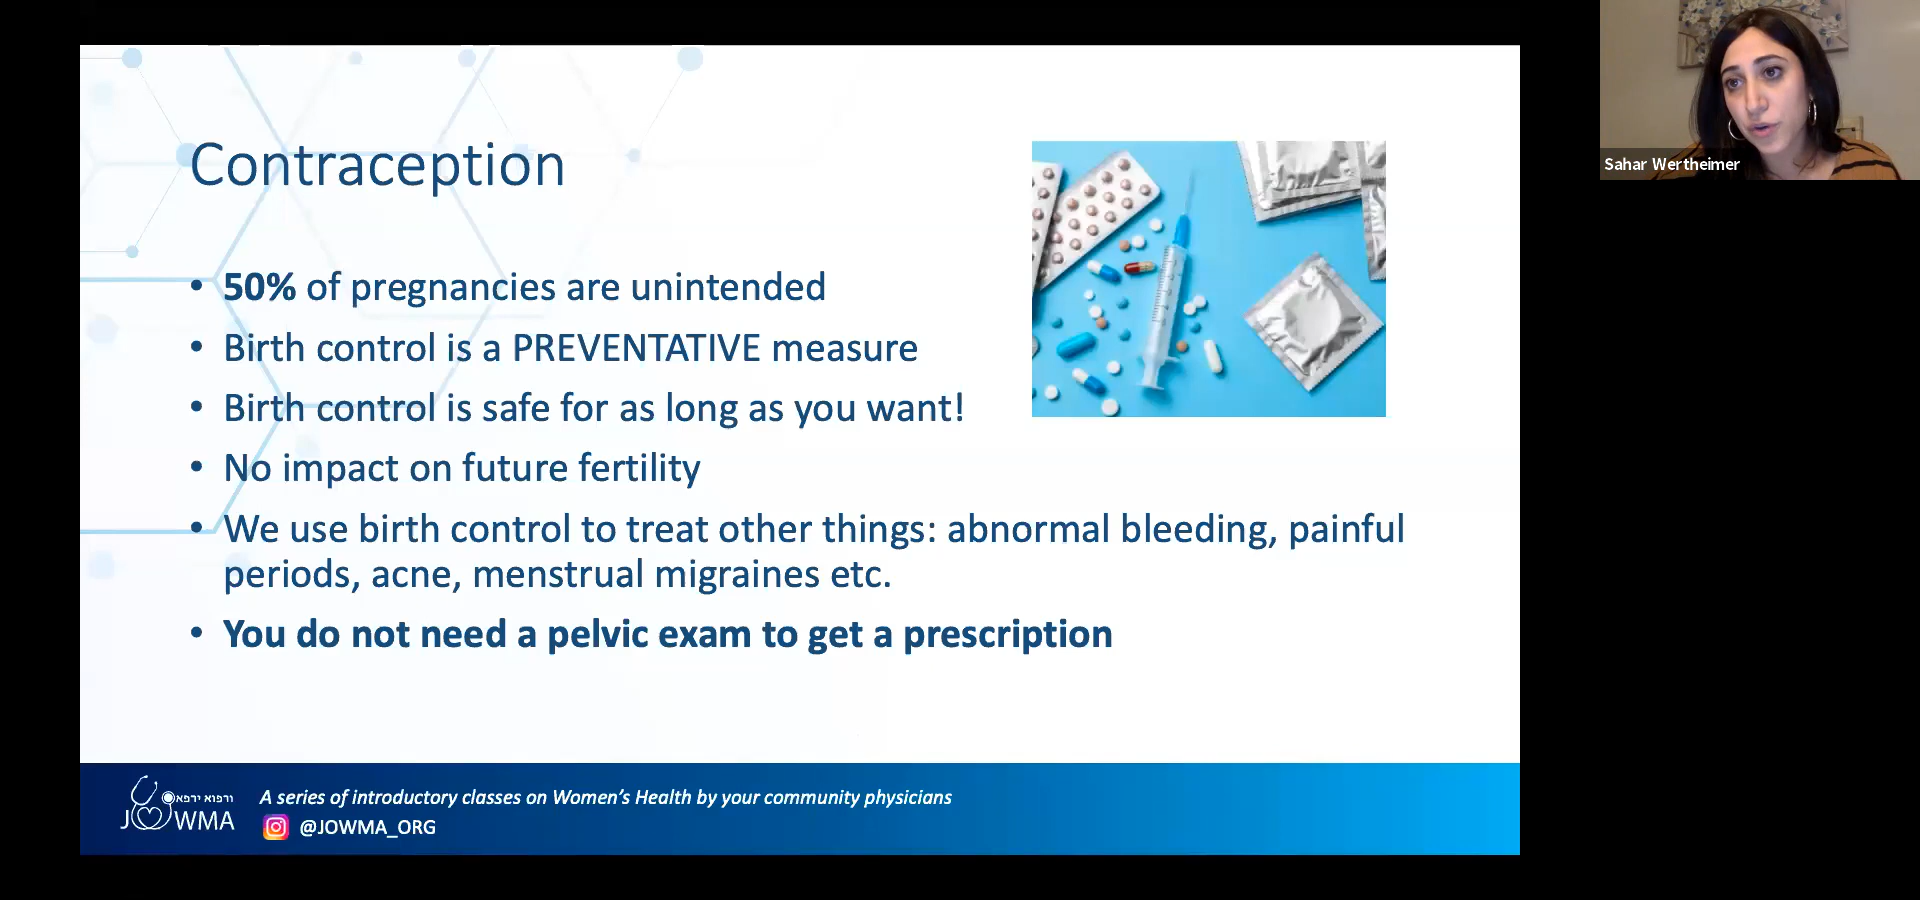 Contraception
• 50% of pregnancies are unintended
• Birth control is a PREVENTATIVE measure
• Birth control is safe for as long as you want!
• No impact on future fertility
• We use birth control to treat other things: abnormal bleeding, painful
periods, acne, menstrual migraines etc.
• You do not need a pelvic exam to get a prescription
Sahar Wertheimer
ורפוא ירפא
JOWMA
A series of introductory classes on Women's Health by your community physicians
@JOWMA_ORG